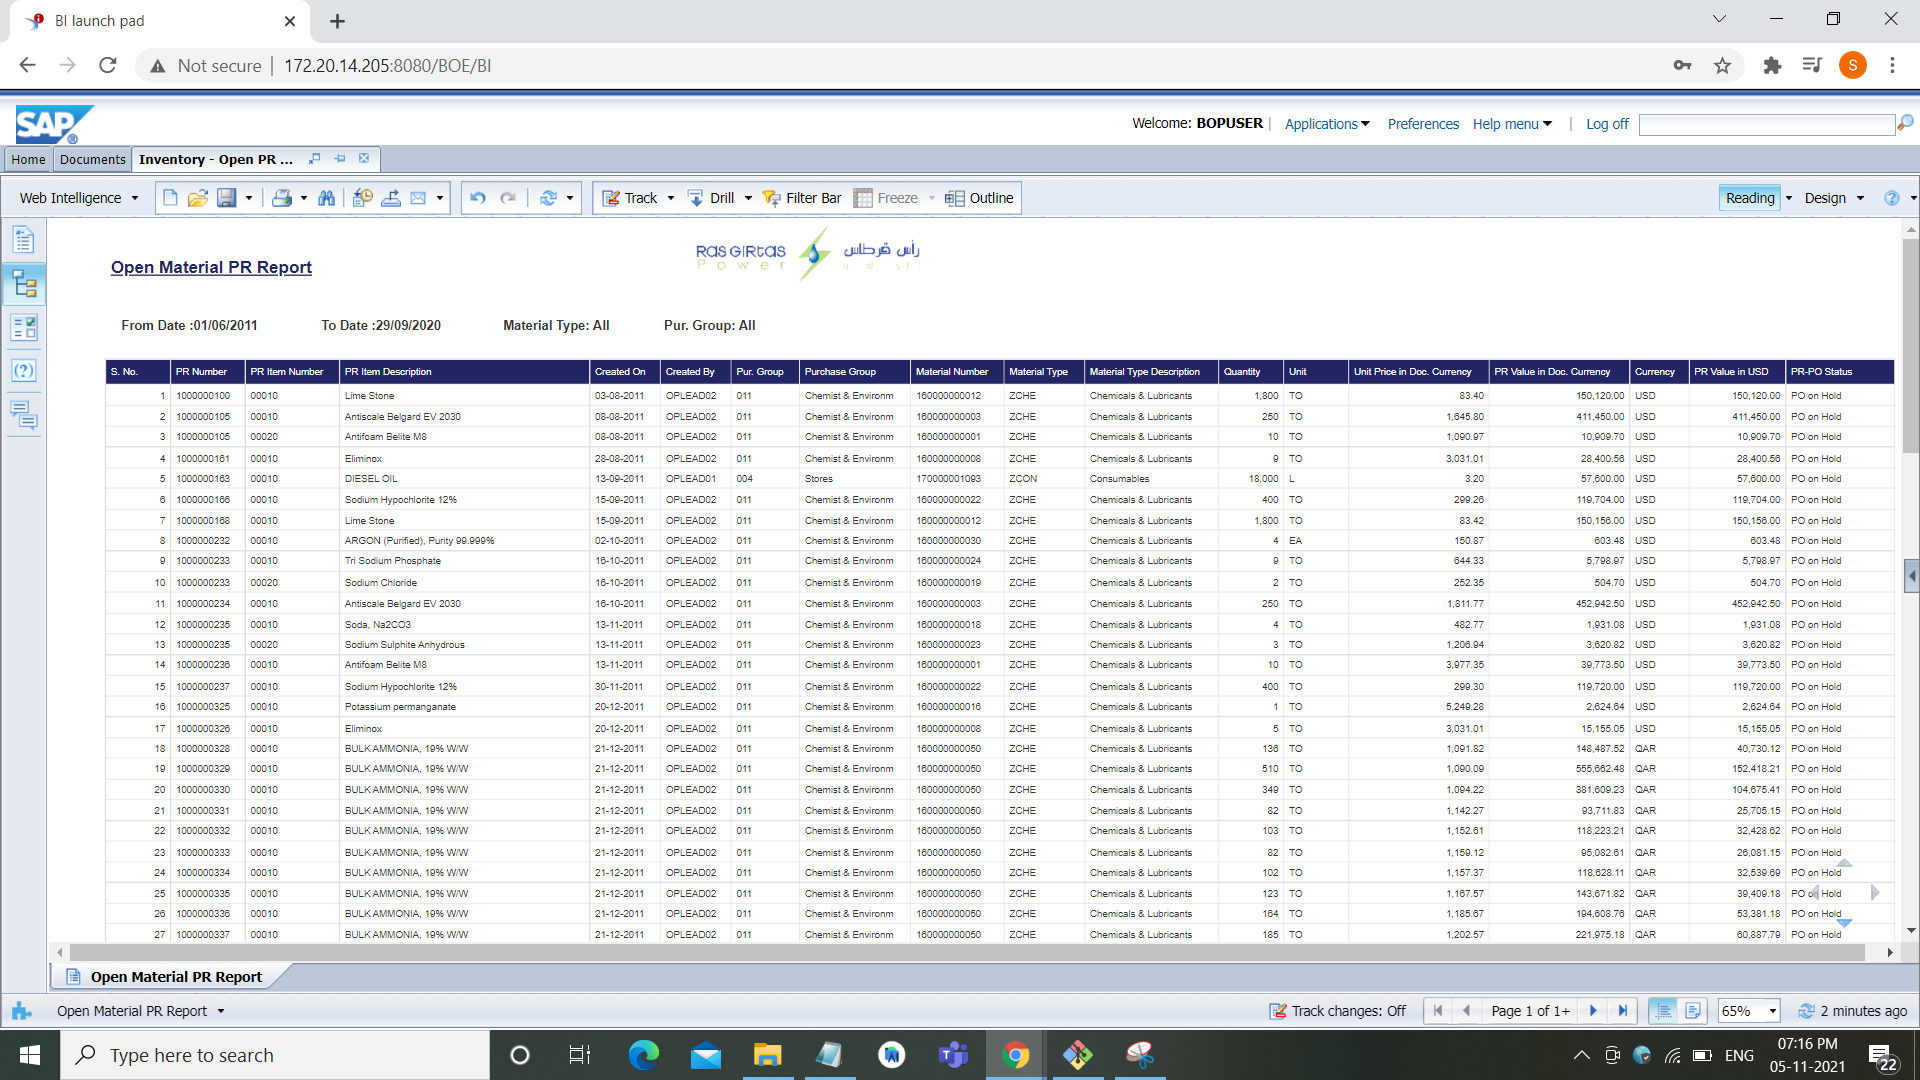 BI launch pad
Not secure | 172.20.14.205:8080/BOE/BI
SAP
Welcome: BOPUSER | Applications Preferences Help menu | Log off
Home Documents Inventory - Open PR ...
Web Intelligence Track Drill Filter Bar Freeze Outline Reading Design
Open Material PR Report
RAS GIRTAS رأس قرطاس
Power
From Date :01/06/2011 To Date :29/09/2020 Material Type: All Pur. Group: All
S. No. PR Number PR Item Number PR Item Description Created On Created By Pur. Group Purchase Group Material Number Material Type Material Type Description Quantity Unit Unit Price in Doc. Currency PR Value in Doc. Currency Currency PR Value in USD PR-PO Status
1 1000000100 00010 Lime Stone 03-08-2011 OPLEAD02 011 Chemist & Environm 160000000012 ZCHE Chemicals & Lubricants 1,800 TO 83.40 150,120.00 USD 150,120.00 PO on Hold
2 1000000105 00010 Antiscale Belgard EV 2030 08-08-2011 OPLEAD02 011 Chemist & Environm 160000000003 ZCHE Chemicals & Lubricants 250 TO 1,645.80 411,450.00 USD 411,450.00 PO on Hold
3 1000000105 00020 Antifoam Belite M8 08-08-2011 OPLEAD02 011 Chemist & Environm 160000000001 ZCHE Chemicals & Lubricants 10 TO 1,090.97 10,909.70 USD 10,909.70 PO on Hold
4 1000000161 00010 Eliminox 28-08-2011 OPLEAD02 011 Chemist & Environm 160000000008 ZCHE Chemicals & Lubricants 9 TO 3,031.01 28,400.56 USD 28,400.56 PO on Hold
5 1000000163 00010 DIESEL OIL 13-09-2011 OPLEAD01 004 Stores 170000001093 ZCON Consumables 18,000 L 3.20 57,600.00 USD 57,600.00 PO on Hold
6 1000000166 00010 Sodium Hypochlorite 12% 15-09-2011 OPLEAD02 011 Chemist & Environm 160000000022 ZCHE Chemicals & Lubricants 400 TO 299.26 119,704.00 USD 119,704.00 PO on Hold
7 1000000168 00010 Lime Stone 15-09-2011 OPLEAD02 011 Chemist & Environm 160000000012 ZCHE Chemicals & Lubricants 1,800 TO 83.42 150,156.00 USD 150,156.00 PO on Hold
8 1000000232 00010 ARGON (Purified), Purity 99.999% 02-10-2011 OPLEAD02 011 Chemist & Environm 160000000030 ZCHE Chemicals & Lubricants 4 EA 150.87 603.48 USD 603.48 PO on Hold
9 1000000233 00010 Tri Sodium Phosphate 16-10-2011 OPLEAD02 011 Chemist & Environm 160000000024 ZCHE Chemicals & Lubricants 9 TO 644.33 5,798.97 USD 5,798.97 PO on Hold
10 1000000233 00020 Sodium Chloride 16-10-2011 OPLEAD02 011 Chemist & Environm 160000000019 ZCHE Chemicals & Lubricants 2 TO 252.35 504.70 USD 504.70 PO on Hold
11 1000000234 00010 Antiscale Belgard EV 2030 16-10-2011 OPLEAD02 011 Chemist & Environm 160000000003 ZCHE Chemicals & Lubricants 250 TO 1,811.77 452,942.50 USD 452,942.50 PO on Hold
12 1000000235 00010 Soda, Na2CO3 13-11-2011 OPLEAD02 011 Chemist & Environm 160000000018 ZCHE Chemicals & Lubricants 4 TO 482.77 1,931.08 USD 1,931.08 PO on Hold
13 1000000235 00020 Sodium Sulphite Anhydrous 13-11-2011 OPLEAD02 011 Chemist & Environm 160000000023 ZCHE Chemicals & Lubricants 3 TO 1,206.94 3,620.82 USD 3,620.82 PO on Hold
14 1000000236 00010 Antifoam Belite M8 13-11-2011 OPLEAD02 011 Chemist & Environm 160000000001 ZCHE Chemicals & Lubricants 10 TO 3,977.35 39,773.50 USD 39,773.50 PO on Hold
15 1000000237 00010 Sodium Hypochlorite 12% 30-11-2011 OPLEAD02 011 Chemist & Environm 160000000022 ZCHE Chemicals & Lubricants 400 TO 299.30 119,720.00 USD 119,720.00 PO on Hold
16 1000000325 00010 Potassium permanganate 20-12-2011 OPLEAD02 011 Chemist & Environm 160000000016 ZCHE Chemicals & Lubricants 1 TO 5,249.28 2,624.64 USD 2,624.64 PO on Hold
17 1000000326 00010 Eliminox 20-12-2011 OPLEAD02 011 Chemist & Environm 160000000008 ZCHE Chemicals & Lubricants 5 TO 3,031.01 15,155.05 USD 15,155.05 PO on Hold
18 1000000328 00010 BULK AMMONIA, 19% W/W 21-12-2011 OPLEAD02 011 Chemist & Environm 160000000050 ZCHE Chemicals & Lubricants 136 TO 1,091.82 148,487.52 QAR 40,730.12 PO on Hold
19 1000000329 00010 BULK AMMONIA, 19% W/W 21-12-2011 OPLEAD02 011 Chemist & Environm 160000000050 ZCHE Chemicals & Lubricants 510 TO 1,090.09 555,662.48 QAR 152,418.21 PO on Hold
20 1000000330 00010 BULK AMMONIA, 19% W/W 21-12-2011 OPLEAD02 011 Chemist & Environm 160000000050 ZCHE Chemicals & Lubricants 349 TO 1,094.22 381,609.23 QAR 104,675.41 PO on Hold
21 1000000331 00010 BULK AMMONIA, 19% W/W 21-12-2011 OPLEAD02 011 Chemist & Environm 160000000050 ZCHE Chemicals & Lubricants 82 TO 1,142.27 93,711.83 QAR 25,705.15 PO on Hold
22 1000000332 00010 BULK AMMONIA, 19% W/W 21-12-2011 OPLEAD02 011 Chemist & Environm 160000000050 ZCHE Chemicals & Lubricants 103 TO 1,152.61 118,223.21 QAR 32,428.62 PO on Hold
23 1000000333 00010 BULK AMMONIA, 19% W/W 21-12-2011 OPLEAD02 011 Chemist & Environm 160000000050 ZCHE Chemicals & Lubricants 82 TO 1,159.12 95,082.61 QAR 26,081.15 PO on Hold
24 1000000334 00010 BULK AMMONIA, 19% W/W 21-12-2011 OPLEAD02 011 Chemist & Environm 160000000050 ZCHE Chemicals & Lubricants 102 TO 1,157.37 118,628.11 QAR 32,539.69 PO on Hold
25 1000000335 00010 BULK AMMONIA, 19% W/W 21-12-2011 OPLEAD02 011 Chemist & Environm 160000000050 ZCHE Chemicals & Lubricants 123 TO 1,167.57 143,671.82 QAR 39,409.18 PO on Hold
26 1000000336 00010 BULK AMMONIA, 19% W/W 21-12-2011 OPLEAD02 011 Chemist & Environm 160000000050 ZCHE Chemicals & Lubricants 164 TO 1,185.67 194,608.76 QAR 53,381.18 PO on Hold
27 1000000337 00010 BULK AMMONIA, 19% W/W 21-12-2011 OPLEAD02 011 Chemist & Environm 160000000050 ZCHE Chemicals & Lubricants 185 TO 1,202.57 221,975.18 QAR 60,887.79 PO on Hold
Open Material PR Report
Open Material PR Report Track changes: Off Page 1 of 1+ 65% 2 minutes ago
Type here to search ENG 07:16 PM
05-11-2021 22